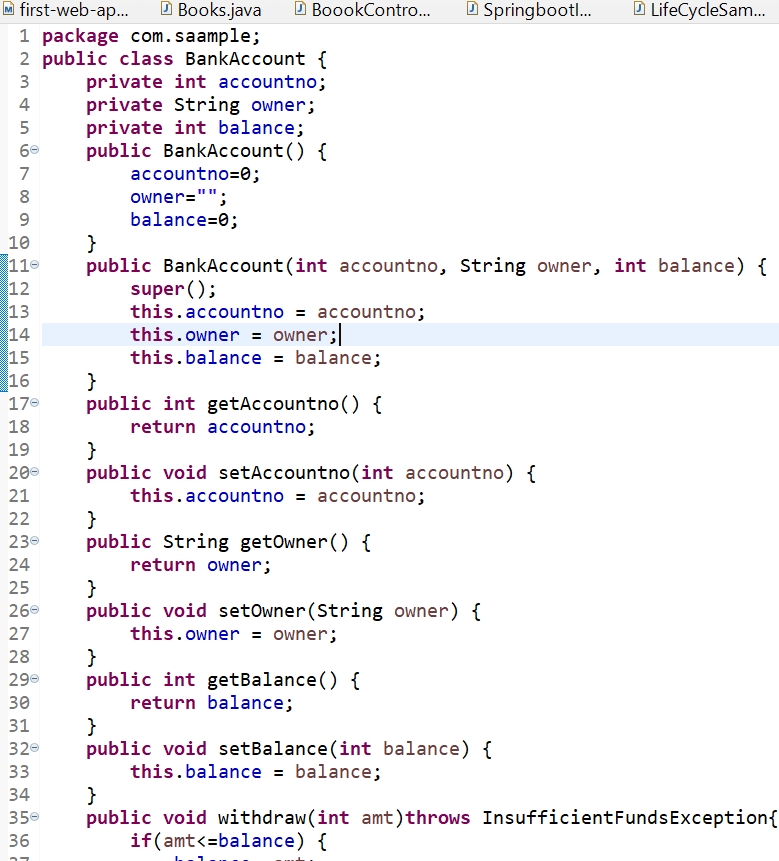 first-web-ap... Books.java BoookContro... SpringbootI... LifeCycleSam...
1 package com.saample;
2 public class BankAccount {
3 private int accountno;
4 private String owner;
5 private int balance;
6 public BankAccount() {
7 accountno=0;
8 owner="";
9 balance=0;
10 }
11 public BankAccount(int accountno, String owner, int balance) {
12 super();
13 this.accountno = accountno;
14 this.owner = owner;
15 this.balance = balance;
16 }
17 public int getAccountno() {
18 return accountno;
19 }
20 public void setAccountno(int accountno) {
21 this.accountno = accountno;
22 }
23 public String getOwner() {
24 return owner;
25 }
26 public void setOwner(String owner) {
27 this.owner = owner;
28 }
29 public int getBalance() {
30 return balance;
31 }
32 public void setBalance(int balance) {
33 this.balance = balance;
34 }
35 public void withdraw(int amt)throws InsufficientFundsException{
36 if(amt<=balance) {